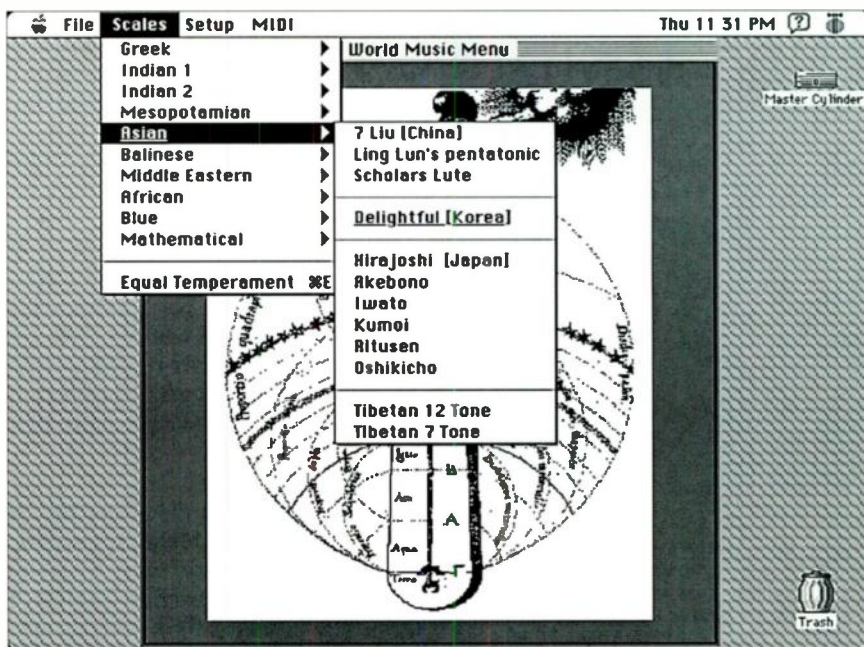 File Scales Setup MIDI Thu 11 31 PM
World Music Menu
Master Cylinder
Greek
Indian 1
Indian 2
Mesopotamian
Asian
Balinese
Middle Eastern
African
Blue
Mathematical
Equal Temperament ⌘E
7 Liu [China]
Ling Lun's pentatonic
Scholars Lute
Delightful [Korea]
Hirajoshi [Japan]
Akebono
Iwato
Kumoi
Ritusen
Oshikicho
Tibetan 12 Tone
Tibetan 7 Tone
B
A
Aqua
Γ
Trash